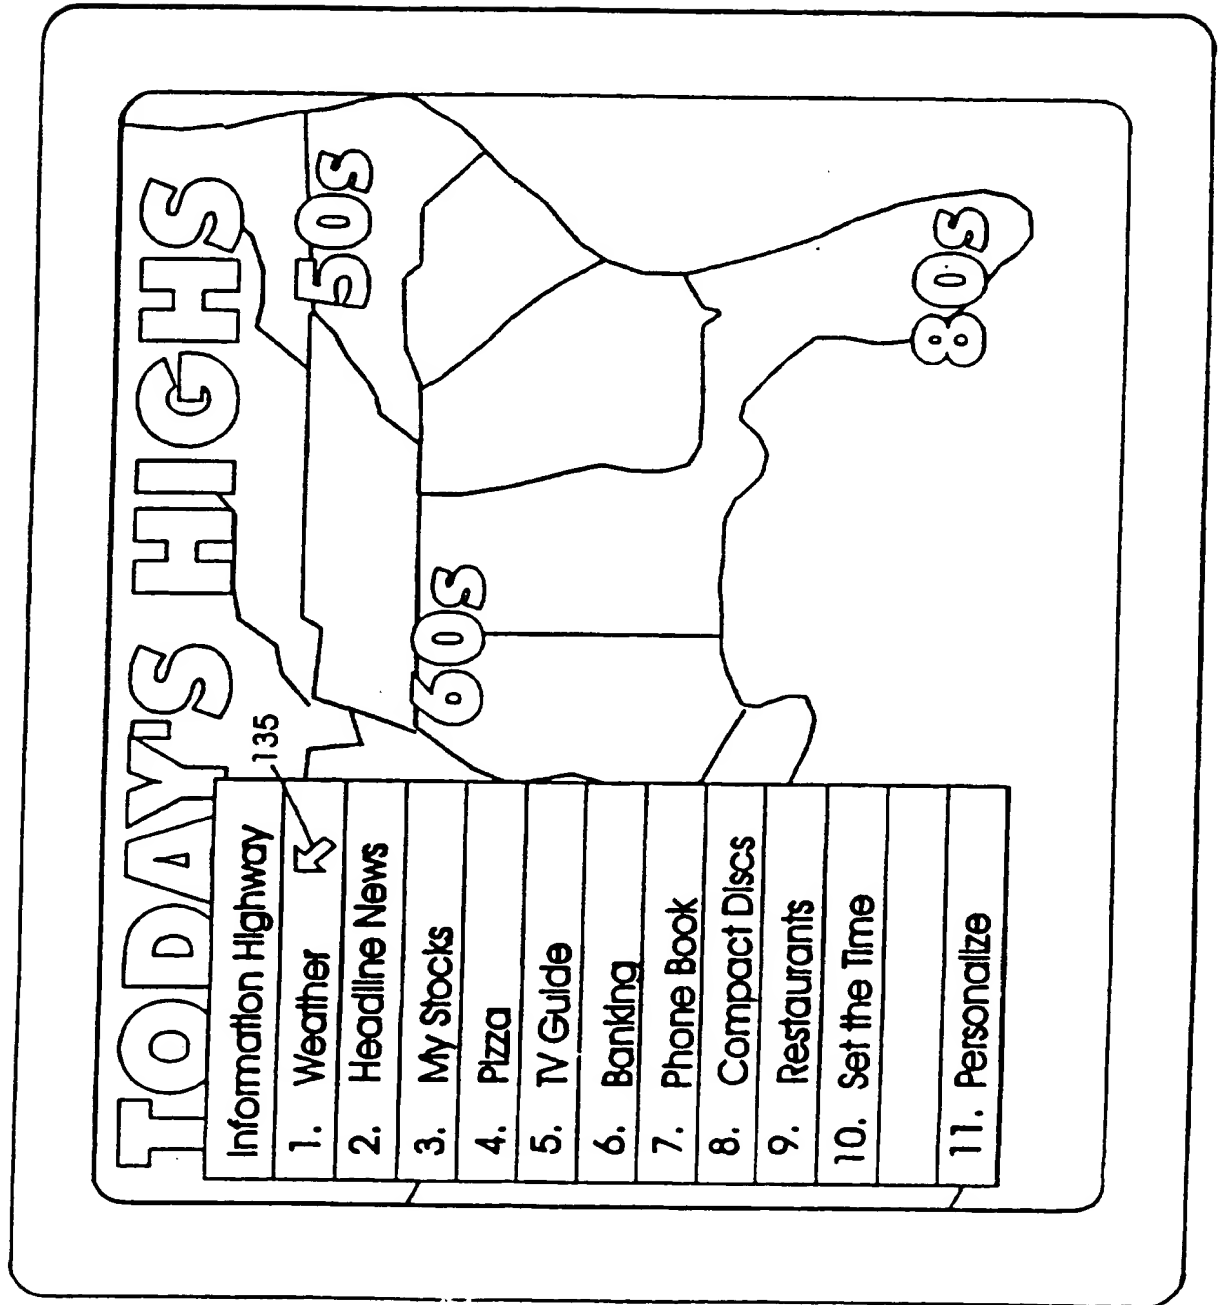 TODAY'S HIGHS
135
50s
60s
80s
Information Highway
1. Weather
2. Headline News
3. My Stocks
4. Pizza
5. TV Guide
6. Banking
7. Phone Book
8. Compact Discs
9. Restaurants
10. Set the Time
11. Personalize